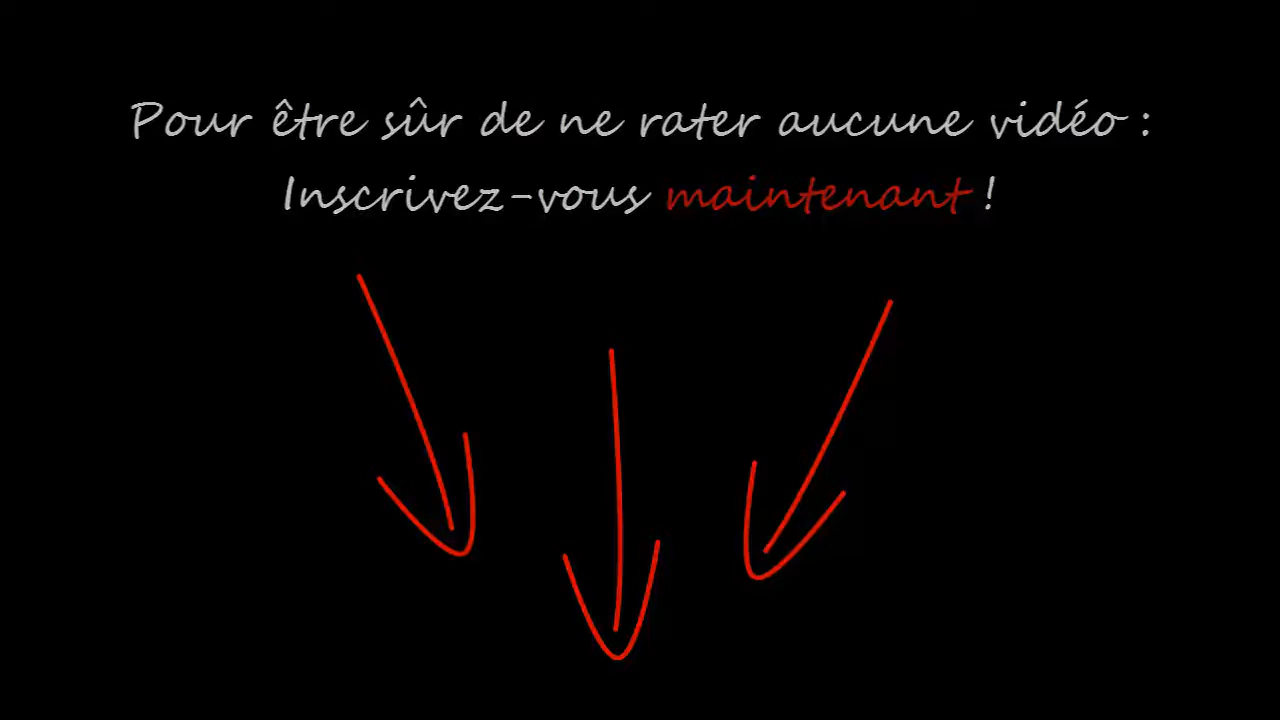 Pour être sûr de ne rater aucune vidéo :
Inscrivez-vous maintenant !